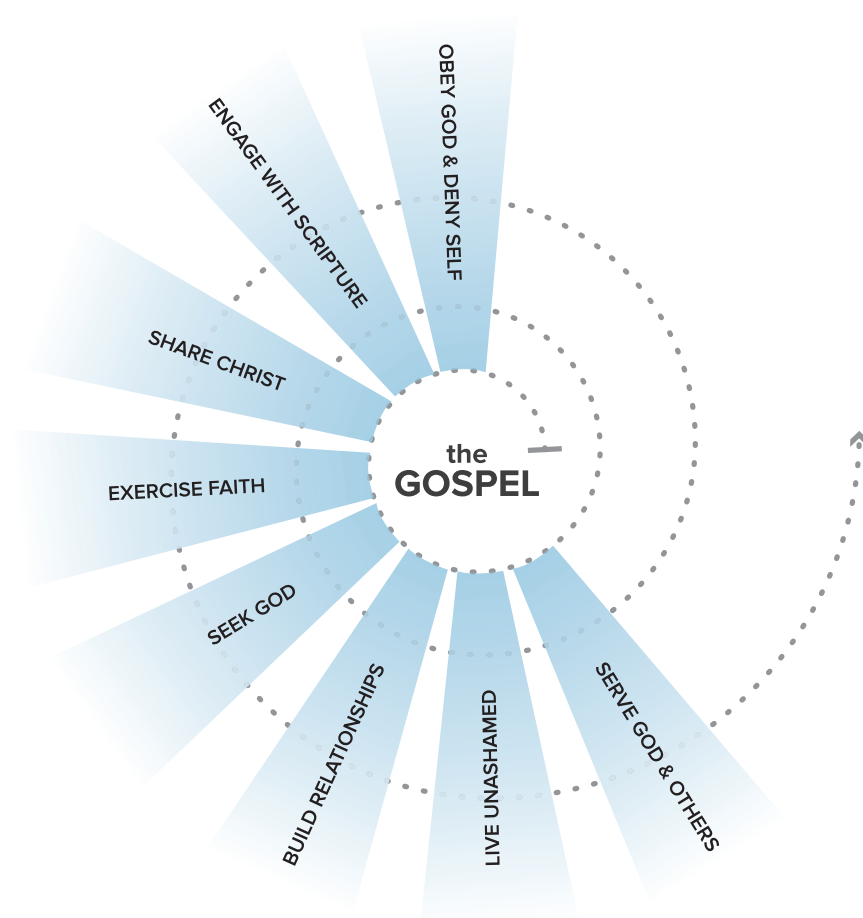 OBEY GOD & DENY SELF
ENGAGE WITH SCRIPTURE
SHARE CHRIST
EXERCISE FAITH
SEEK GOD
BUILD RELATIONSHIPS
LIVE UNASHAMED
SERVE GOD & OTHERS
the
GOSPEL